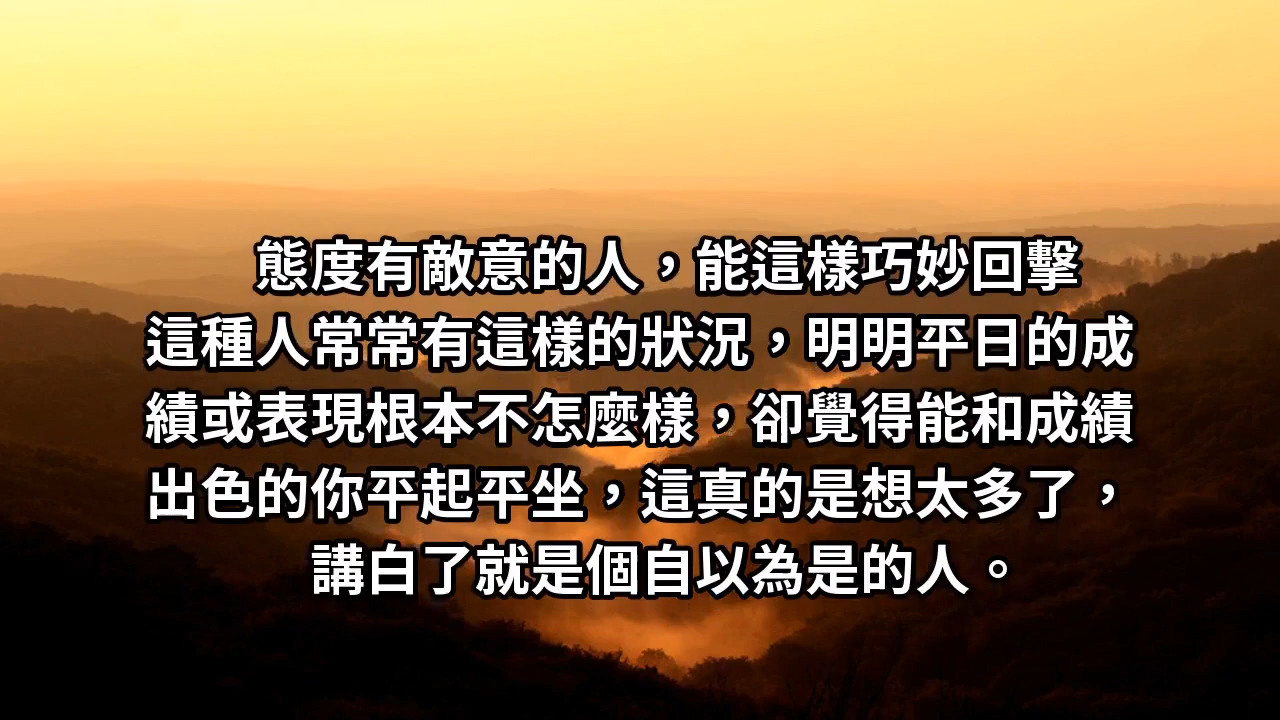 態度有敵意的人，能這樣巧妙回擊
這種人常常有這樣的狀況，明明平日的成
績或表現根本不怎麼樣，卻覺得能和成績
出色的你平起平坐，這真的是想太多了，
講白了就是個自以為是的人。